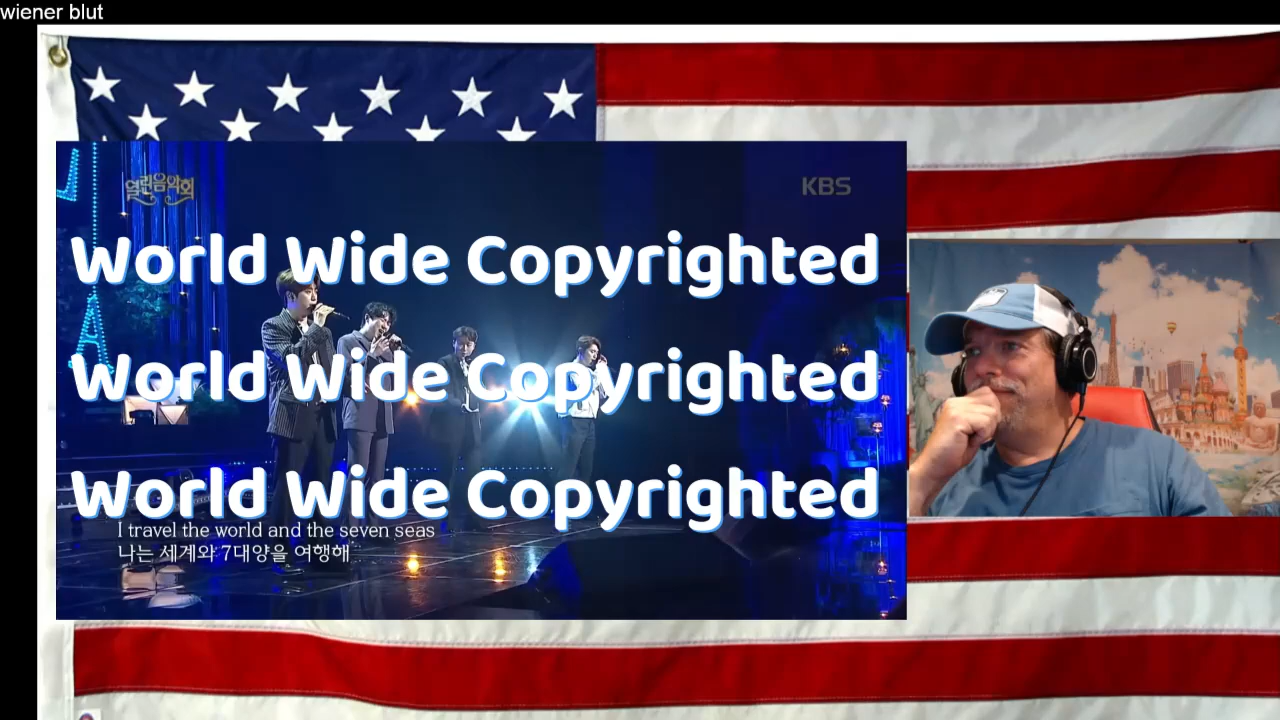 wiener blut
열린음악회
KBS
World Wide Copyrighted
World Wide Copyrighted
World Wide Copyrighted
I travel the world and the seven seas
나는 세계와 7대양을 여행해